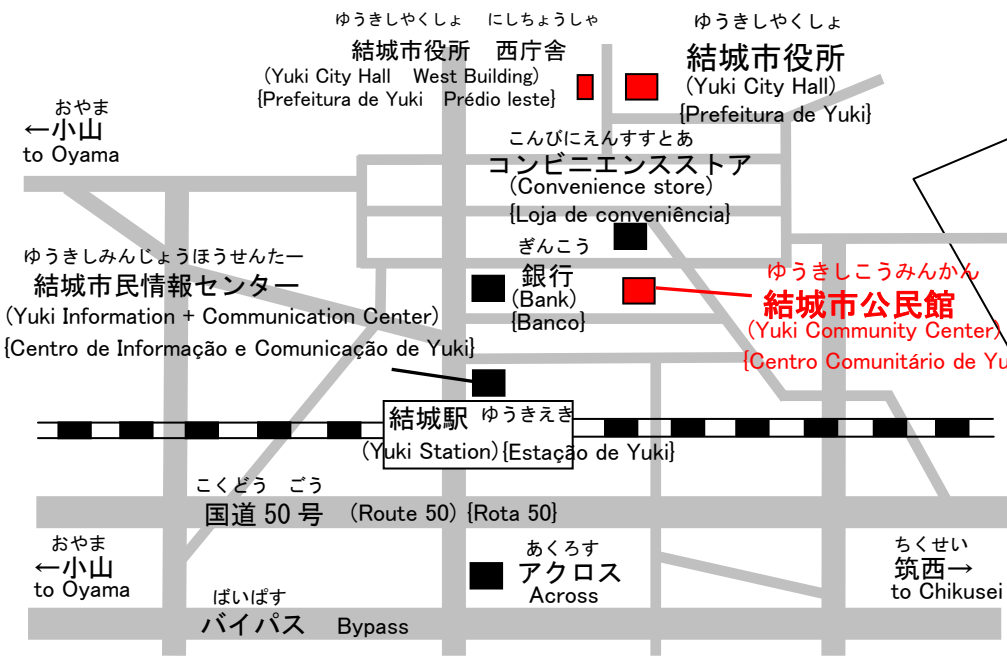 ゆうきしやくしょ　にしちょうしゃ
結城市役所　西庁舎
(Yuki City Hall　West Building)
{Prefeitura de Yuki　Prédio leste}
ゆうきしやくしょ
結城市役所
(Yuki City Hall)
{Prefeitura de Yuki}
おやま
←小山
to Oyama
こんびにえんすすとあ
コンビニエンスストア
(Convenience store)
{Loja de conveniência}
ゆうきしみんじょうほうせんたー
結城市民情報センター
(Yuki Information + Communication Center)
{Centro de Informação e Comunicação de Yuki}
ぎんこう
銀行
(Bank)
{Banco}
ゆうきしこうみんかん
結城市公民館
(Yuki Community Center)
{Centro Comunitário de Yu
結城駅 ゆうきえき
(Yuki Station) {Estação de Yuki}
こくどう　ごう
国道 50 号　(Route 50) {Rota 50}
おやま
←小山
to Oyama
あくろす
アクロス
Across
ちくせい
筑西→
to Chikusei
ばいぱす
バイパス　Bypass